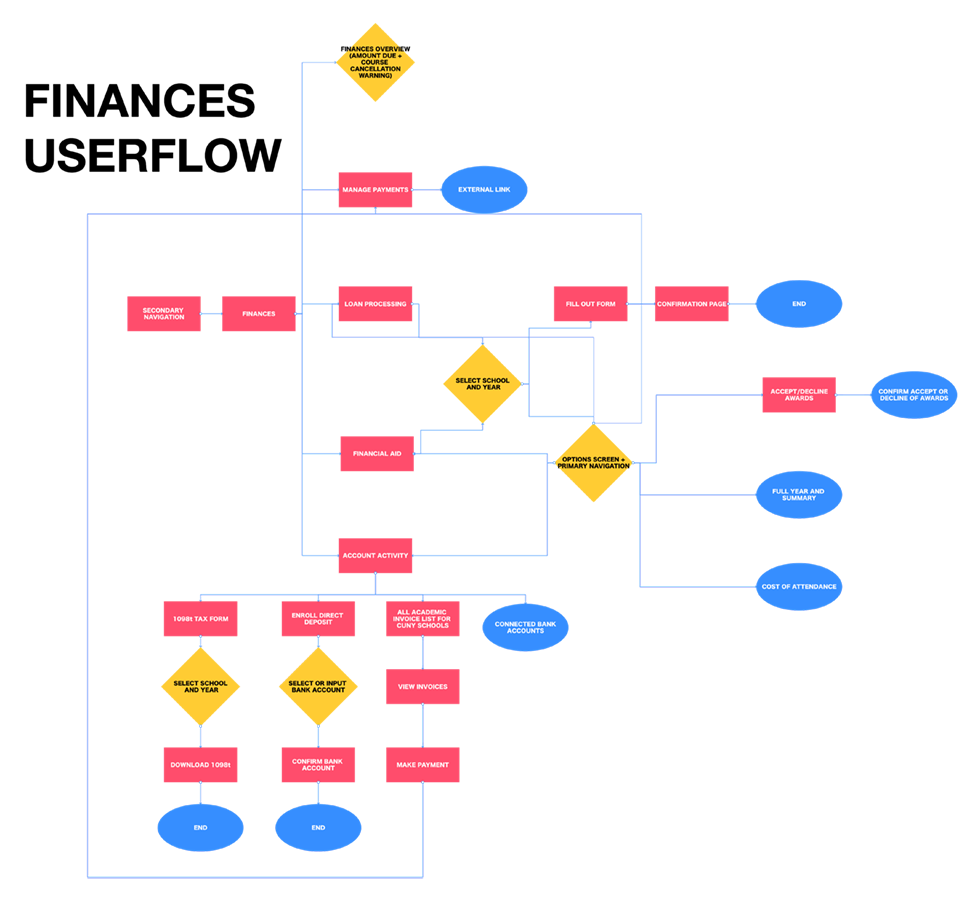 FINANCES OVERVIEW
(AMOUNT DUE +
COURSE
CANCELLATION
WARNING)
FINANCES
USERFLOW
MANAGE PAYMENTS
EXTERNAL LINK
SECONDARY
NAVIGATION
FINANCES
LOAN PROCESSING
FILL OUT FORM
CONFIRMATION PAGE
END
SELECT SCHOOL
AND YEAR
ACCEPT/DECLINE
AWARDS
CONFIRM ACCEPT OR
DECLINE OF AWARDS
FINANCIAL AID
OPTIONS SCREEN +
PRIMARY NAVIGATION
FULL YEAR AND
SUMMARY
ACCOUNT ACTIVITY
COST OF ATTENDANCE
1098t TAX FORM
ENROLL DIRECT
DEPOSIT
ALL ACADEMIC
INVOICE LIST FOR
CUNY SCHOOLS
CONNECTED BANK
ACCOUNTS
SELECT SCHOOL
AND YEAR
SELECT OR INPUT
BANK ACCOUNT
VIEW INVOICES
DOWNLOAD 1098t
CONFIRM BANK
ACCOUNT
MAKE PAYMENT
END
END